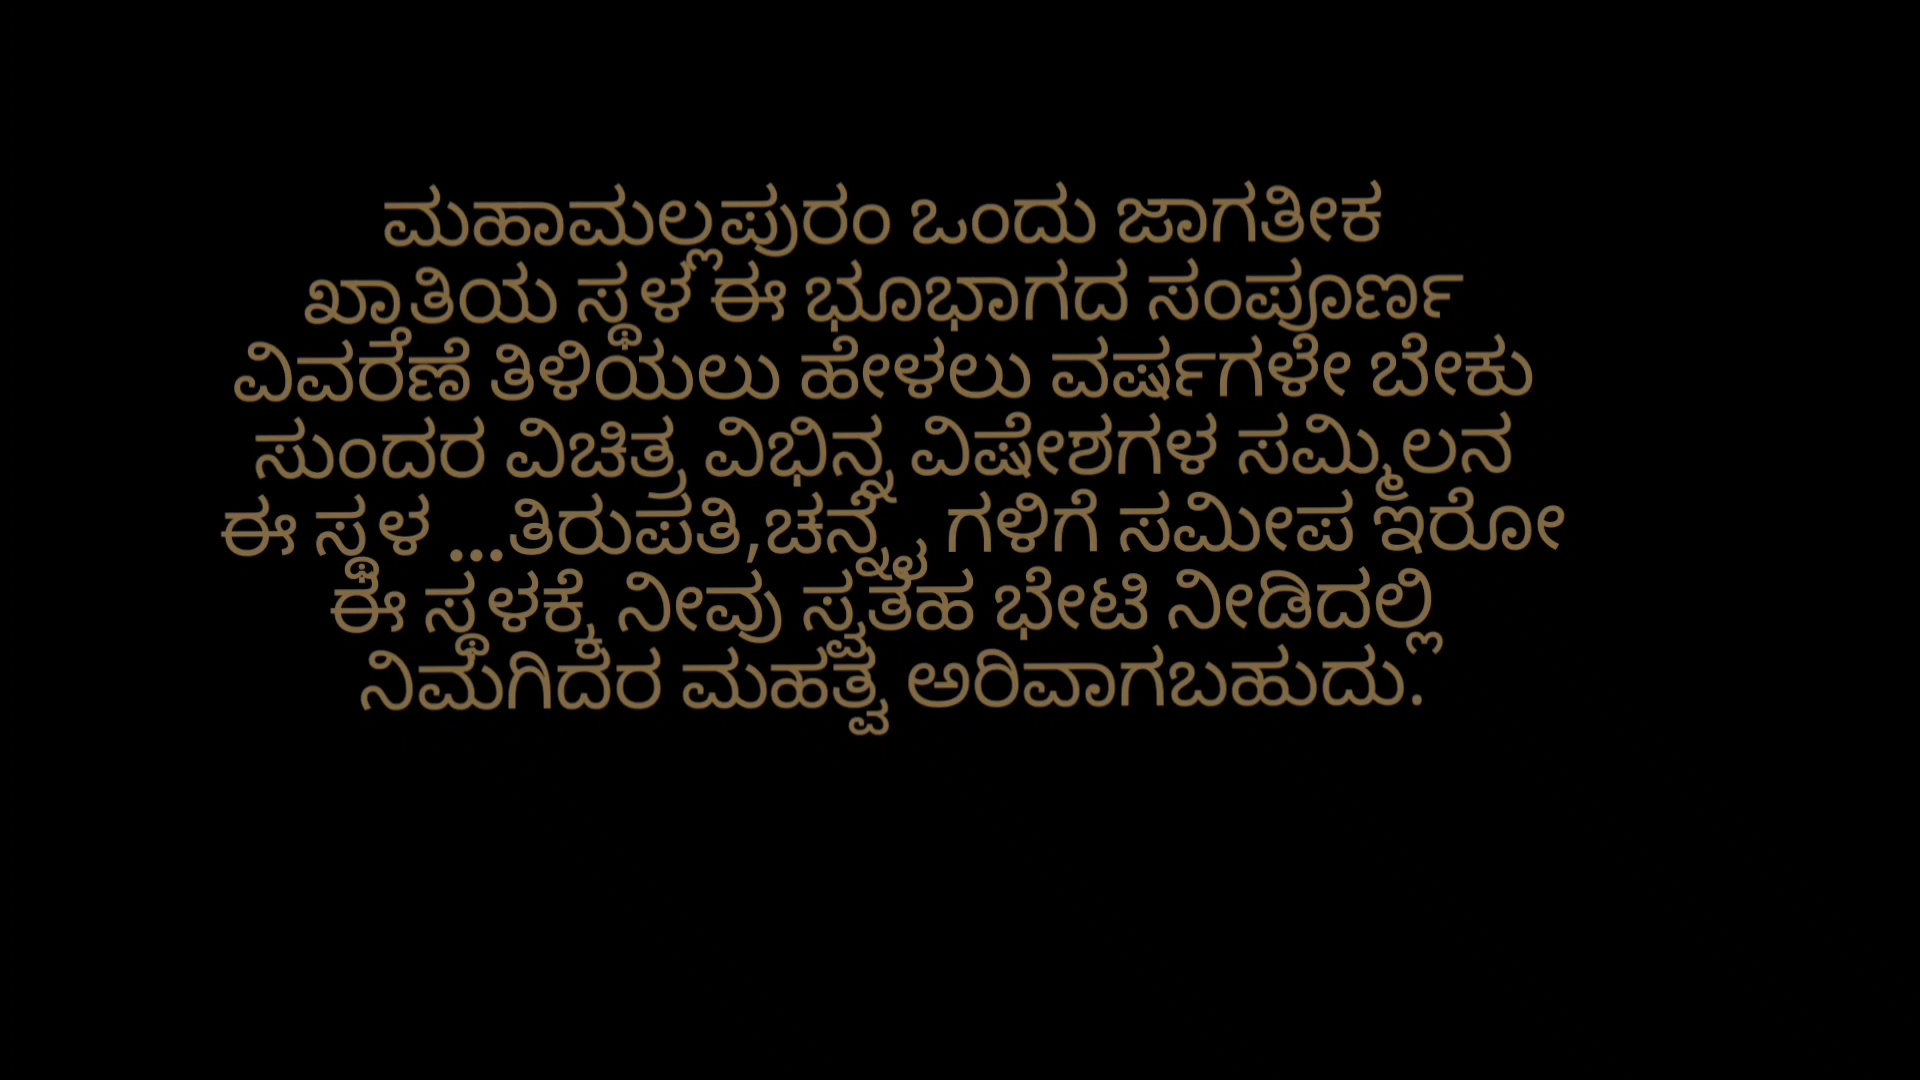 ಮಹಾಮಲ್ಲಪುರಂ ಒಂದು ಜಾಗತೀಕ
ಖ್ಯಾತಿಯ ಸ್ಥಳ ಈ ಭೂಭಾಗದ ಸಂಪೂರ್ಣ
ವಿವರಣೆ ತಿಳಿಯಲು ಹೇಳಲು ವರ್ಷಗಳೇ ಬೇಕು
ಸುಂದರ ವಿಚಿತ್ರ ವಿಭಿನ್ನ ವಿಷೇಶಗಳ ಸಮ್ಮಿಲನ
ಈ ಸ್ಥಳ ...ತಿರುಪತಿ,ಚನ್ನೈ ಗಳಿಗೆ ಸಮೀಪ ಇರೋ
ಈ ಸ್ಥಳಕ್ಕೆ ನೀವು ಸ್ವತಹ ಭೇಟಿ ನೀಡಿದಲ್ಲಿ
ನಿಮಗಿದರ ಮಹತ್ವ ಅರಿವಾಗಬಹುದು.